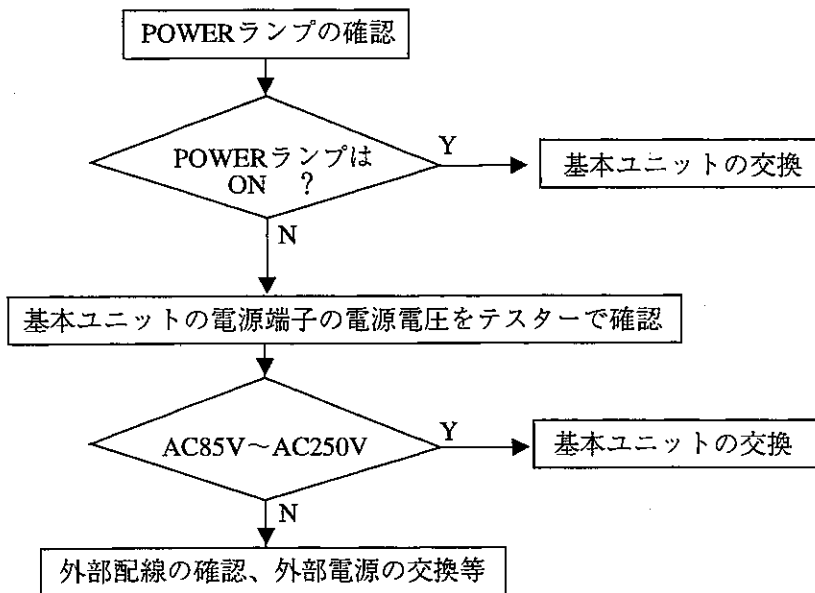 POWERランプの確認
POWERランプは
ON ?
Y
基本ユニットの交換
N
基本ユニットの電源端子の電源電圧をテスターで確認
AC85V～AC250V
Y
基本ユニットの交換
N
外部配線の確認、外部電源の交換等